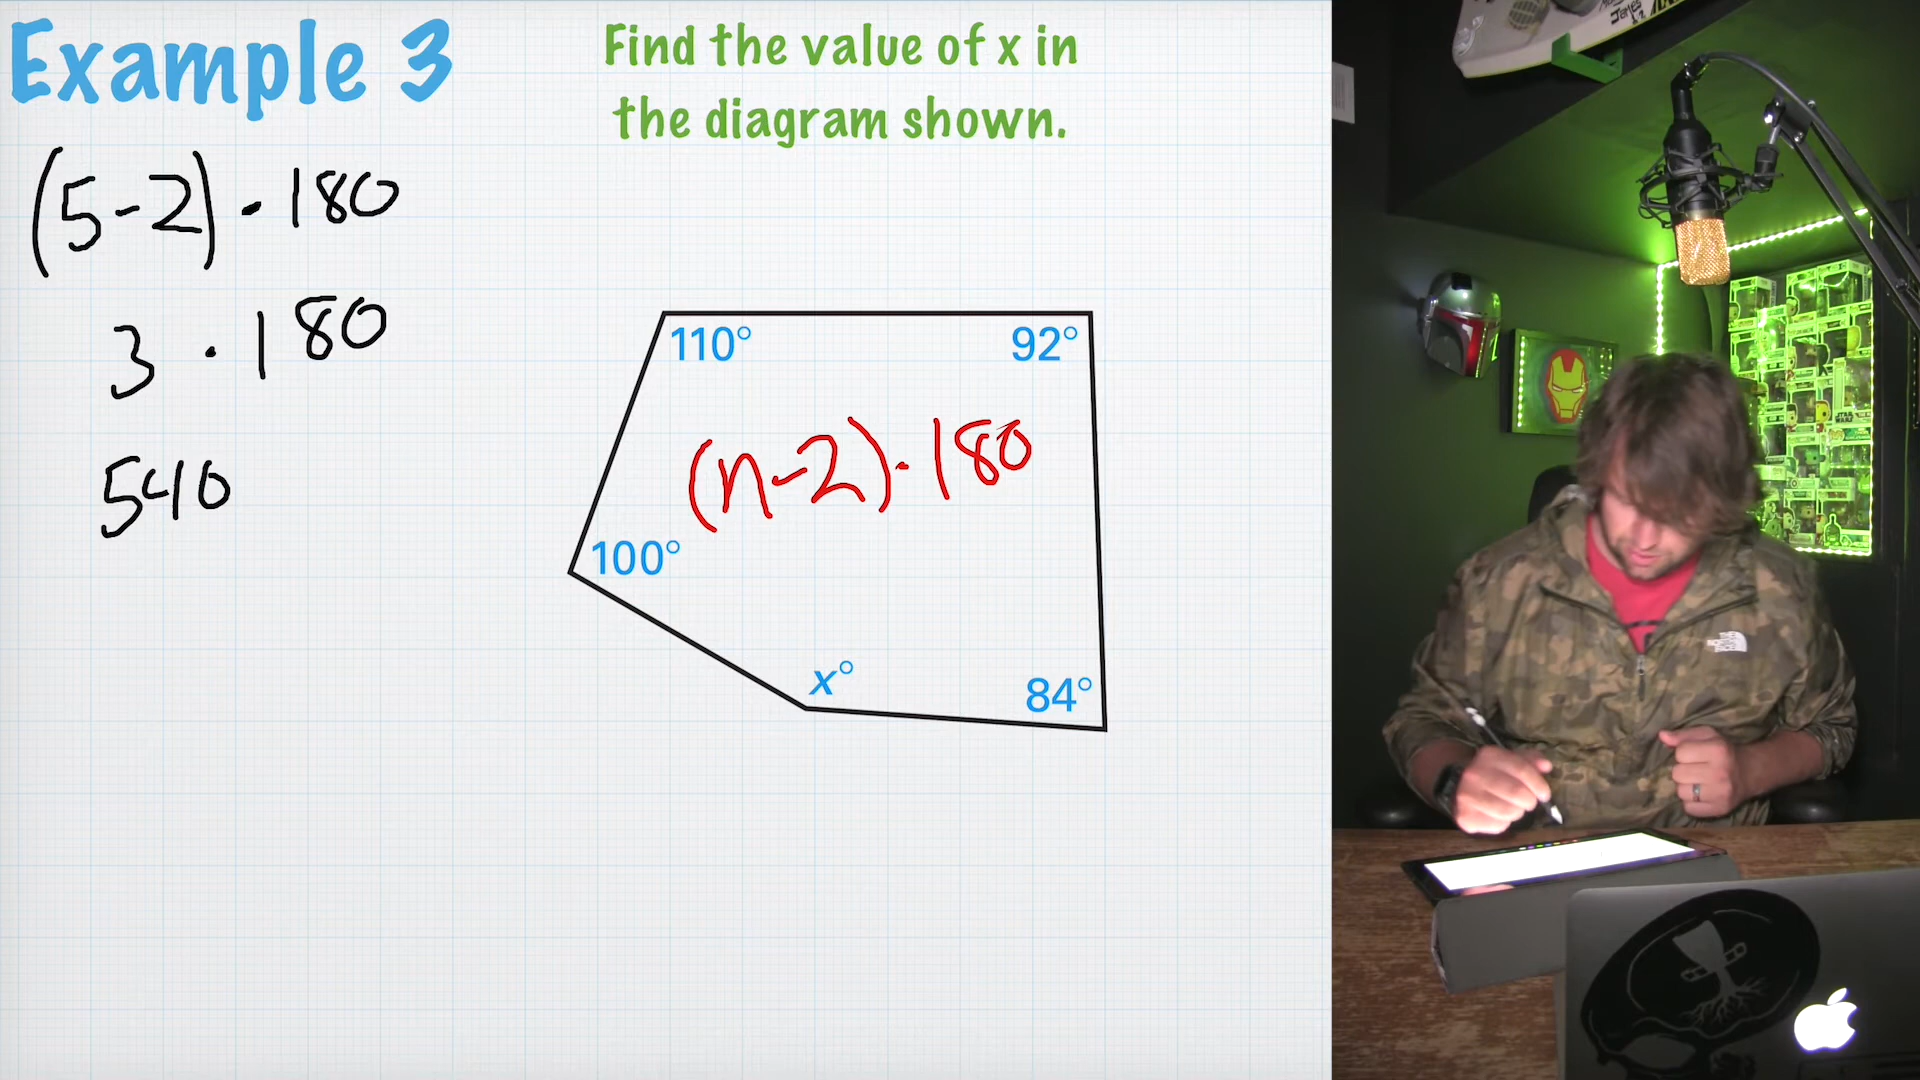 Example 3
Find the value of x in
the diagram shown.
(5-2) · 180
3 · 180
540
110°
92°
(n-2) · 180
100°
x°
84°